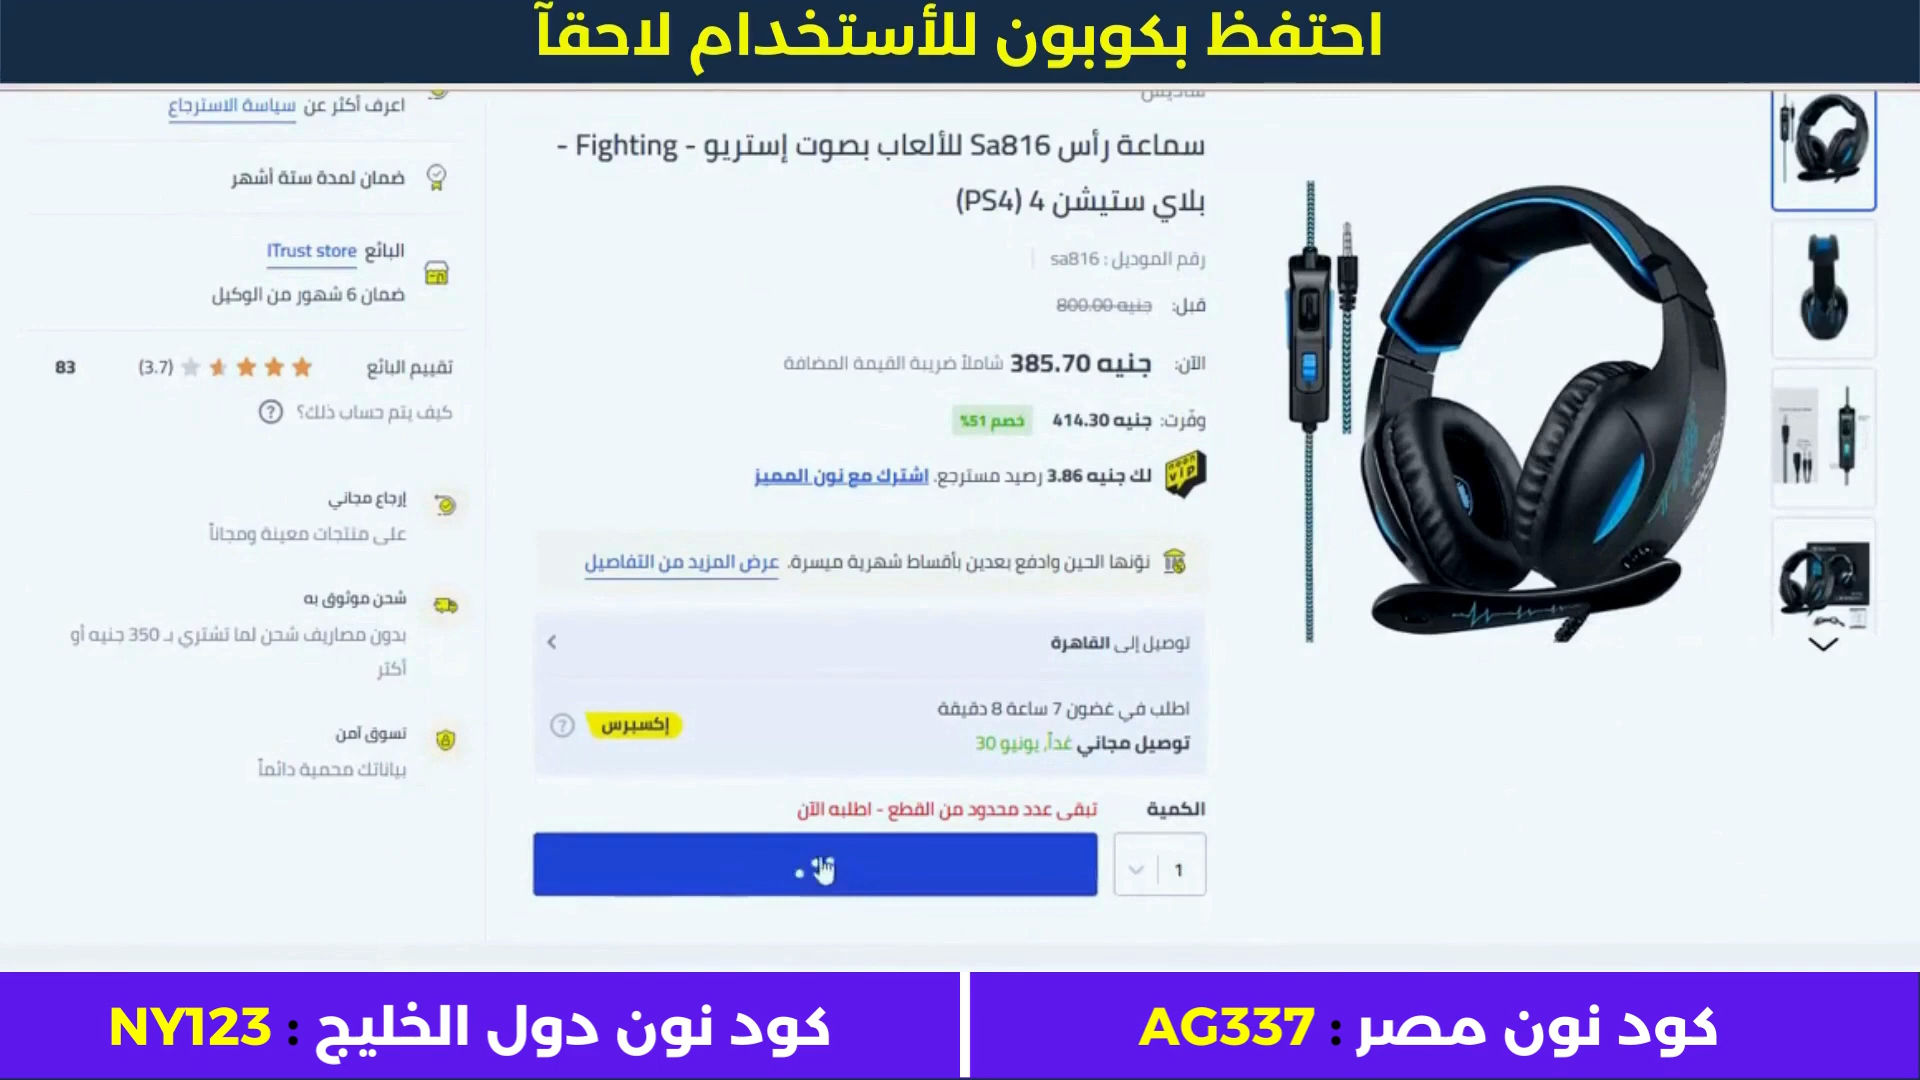 احتفظ بكوبون للأستخدام لاحقآ
ساديس
سماعة رأس Sa816 للألعاب بصوت إستريو - Fighting -
بلاي ستيشن 4 (PS4)
رقم الموديل : sa816
قبل: جنيه 800.00
الآن: جنيه 385.70 شاملاً ضريبة القيمة المضافة
وفّرت: جنيه 414.30 خصم 51%
noon vip لك جنيه 3.86 رصيد مسترجع. اشترك مع نون المميز
نوّنها الحين وادفع بعدين بأقساط شهرية ميسرة. عرض المزيد من التفاصيل
توصيل إلى القاهرة
اطلب في غضون 7 ساعة 8 دقيقة
توصيل مجاني غداً, يونيو 30
إكسبرس
الكمية تبقى عدد محدود من القطع - اطلبه الآن
1
اعرف أكثر عن سياسة الاسترجاع
ضمان لمدة ستة أشهر
البائع ITrust store
ضمان 6 شهور من الوكيل
تقييم البائع (3.7) 83
كيف يتم حساب ذلك؟
إرجاع مجاني
على منتجات معينة ومجاناً
شحن موثوق به
بدون مصاريف شحن لما تشتري بـ 350 جنيه أو
أكثر
تسوق آمن
بياناتك محمية دائماً
كود نون مصر : AG337
كود نون دول الخليج : NY123